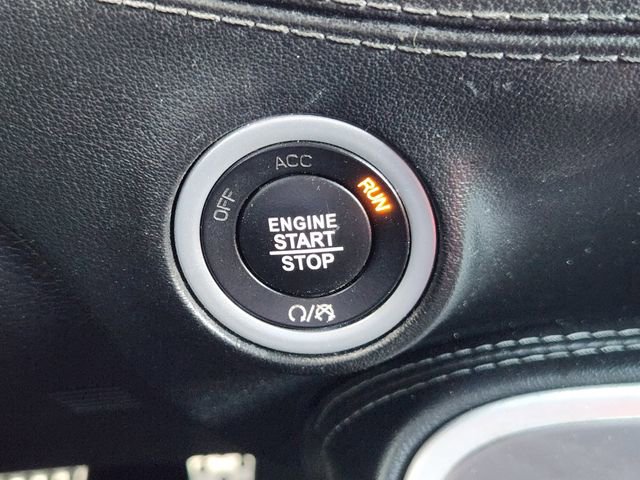 OFF
ACC
RUN
ENGINE
START
STOP